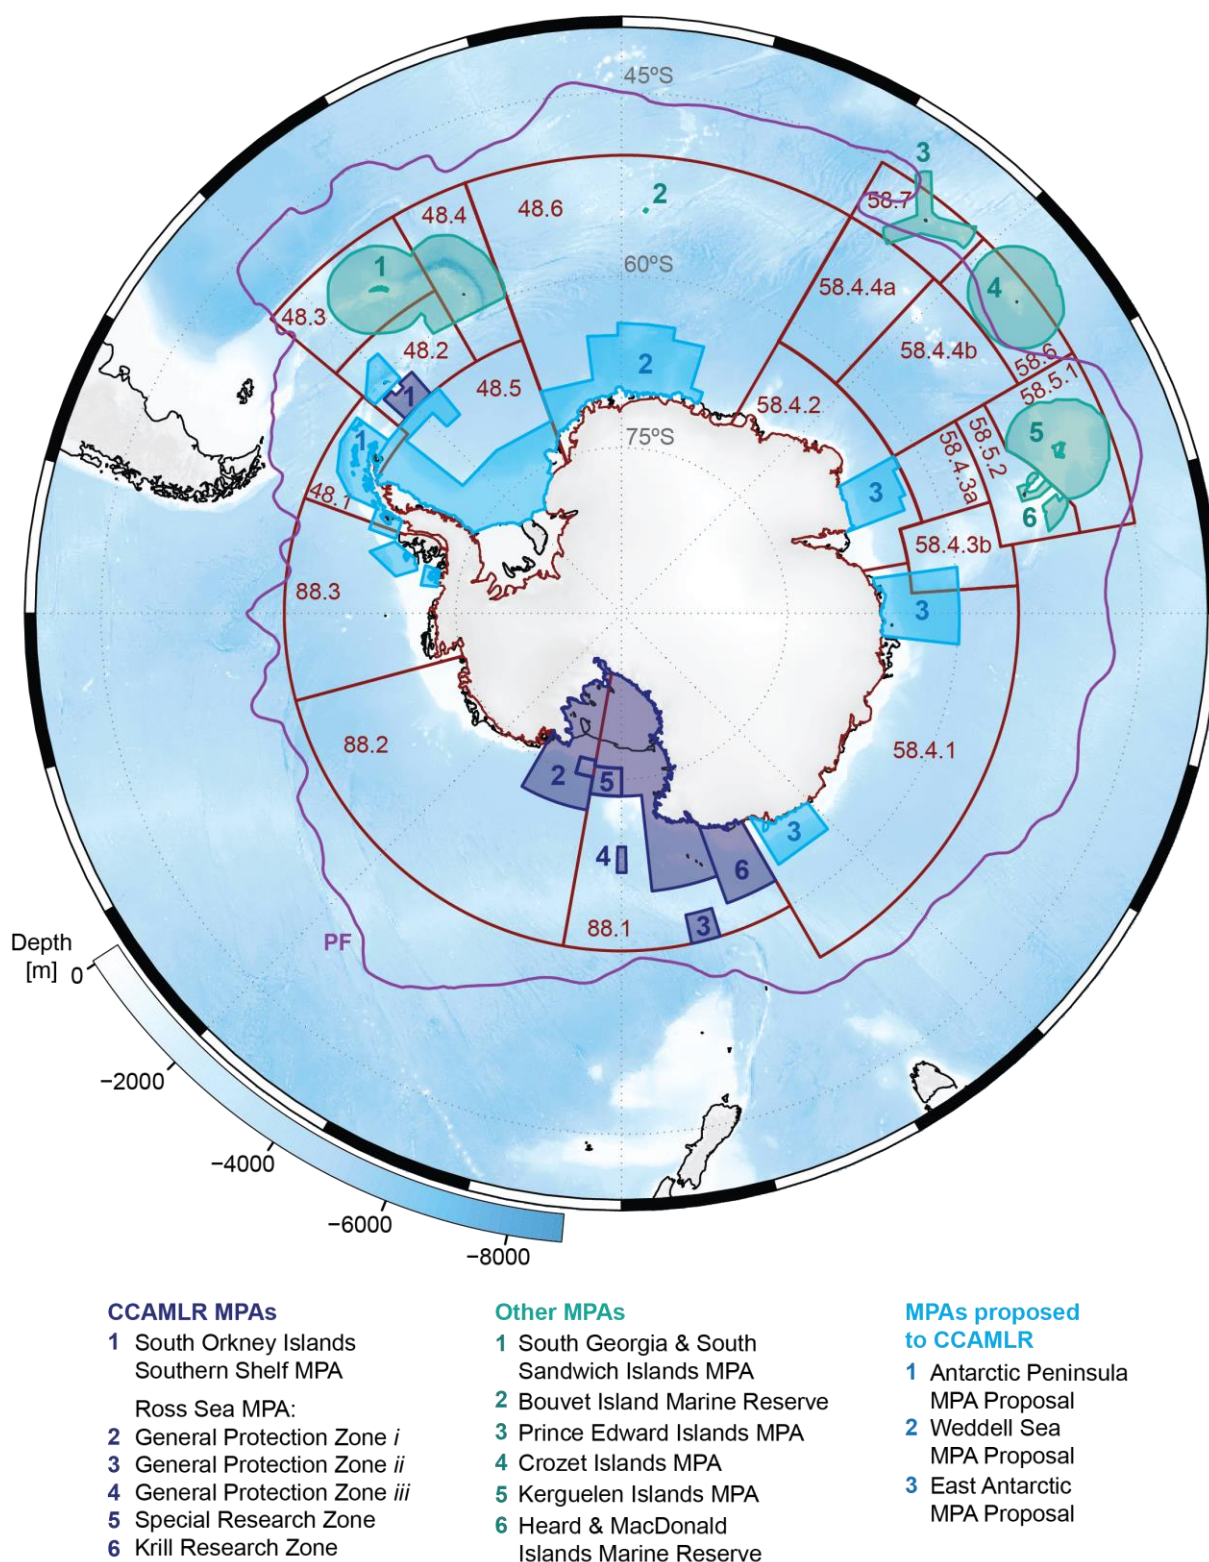 45°S
3
58.7
2
48.6
48.4
60°S
1
4
58.4.4a
48.3
58.4.4b
48.2
58.6
2
58.5.1
48.5
1
58.4.2
5
75°S
1
58.5.2
58.4.3a
48.1
3
6
58.4.3b
88.3
3
88.2
58.4.1
2
5
3
4
6
88.1
3
PF
Depth
[m]
0
−2000
−4000
−6000
−8000
CCAMLR MPAs
1 South Orkney Islands
Southern Shelf MPA
Ross Sea MPA:
2 General Protection Zone i
3 General Protection Zone ii
4 General Protection Zone iii
5 Special Research Zone
6 Krill Research Zone
Other MPAs
1 South Georgia & South
Sandwich Islands MPA
2 Bouvet Island Marine Reserve
3 Prince Edward Islands MPA
4 Crozet Islands MPA
5 Kerguelen Islands MPA
6 Heard & MacDonald
Islands Marine Reserve
MPAs proposed
to CCAMLR
1 Antarctic Peninsula
MPA Proposal
2 Weddell Sea
MPA Proposal
3 East Antarctic
MPA Proposal